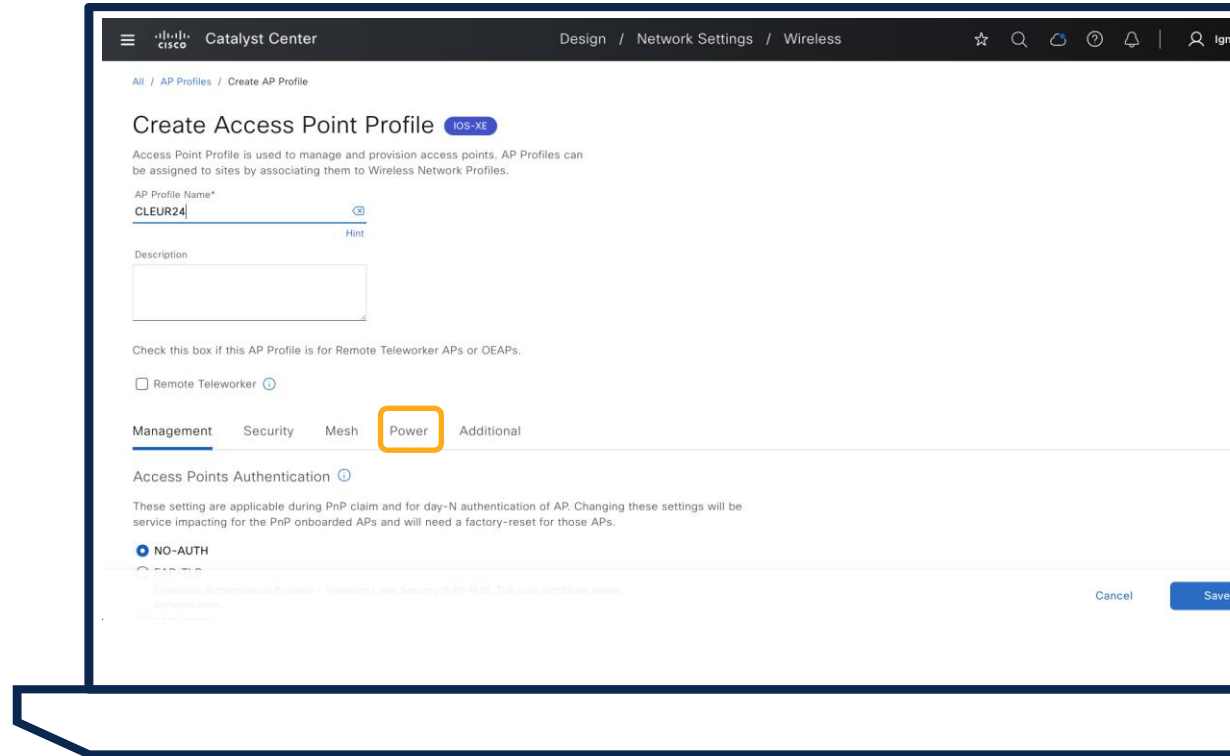 cisco Catalyst Center Design / Network Settings / Wireless
All / AP Profiles / Create AP Profile
Create Access Point Profile IOS-XE
Access Point Profile is used to manage and provision access points. AP Profiles can
be assigned to sites by associating them to Wireless Network Profiles.
AP Profile Name*
CLEUR24
Hint
Description
Check this box if this AP Profile is for Remote Teleworker APs or OEAPs.
Remote Teleworker
Management Security Mesh Power Additional
Access Points Authentication
These setting are applicable during PnP claim and for day-N authentication of AP. Changing these settings will be
service impacting for the PnP onboarded APs and will need a factory-reset for those APs.
NO-AUTH
EAP-TLS
Cancel Save